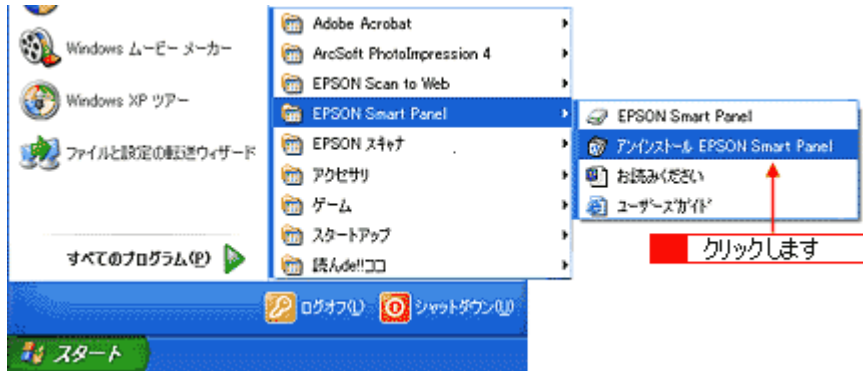 Windows ムービー メーカー
Windows XP ツアー
ファイルと設定の転送ウィザード
すべてのプログラム(P)
Adobe Acrobat
ArcSoft PhotoImpression 4
EPSON Scan to Web
EPSON Smart Panel
EPSON スキャナ
アクセサリ
ゲーム
スタートアップ
読んde!!ココ
EPSON Smart Panel
アンインストール EPSON Smart Panel
お読みください
ユーザーズガイド
クリックします
ログオフ(L)
シャットダウン(U)
スタート